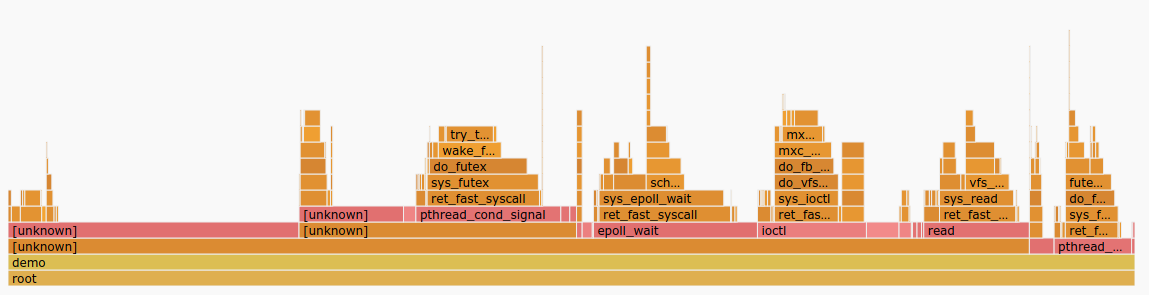 try_t... mx...
wake_f... mxc_...
do_futex do_fb_...
sys_futex sch... do_vfs... vfs_... fute...
ret_fast_syscall sys_epoll_wait sys_ioctl sys_read do_f...
[unknown] pthread_cond_signal ret_fast_syscall ret_fas... ret_fast_... sys_f...
[unknown] [unknown] epoll_wait ioctl read ret_f...
[unknown] pthread_...
demo
root